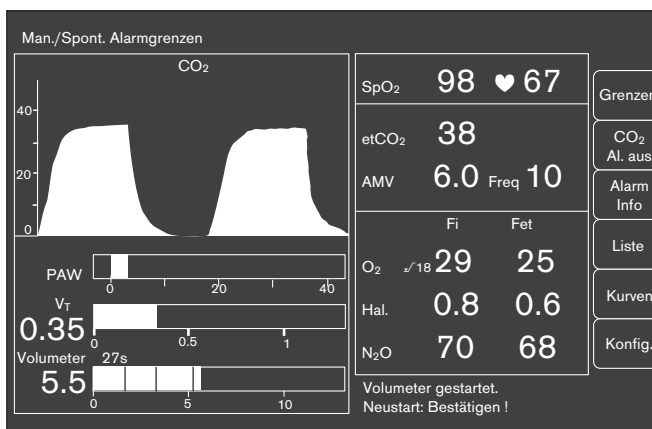 Man./Spont. Alarmgrenzen
CO₂
40
20
0
PAW
0 20 40
V_T
0.35
0 0.5 1
Volumeter 27s
5.5
0 5 10
SpO₂ 98 ♥ 67
etCO₂ 38
AMV 6.0 Freq 10
Fi Fet
O₂ 18 29 25
Hal. 0.8 0.6
N₂O 70 68
Volumeter gestartet.
Neustart: Bestätigen !
Grenzen
CO₂
Al. aus
Alarm
Info
Liste
Kurven
Konfig.